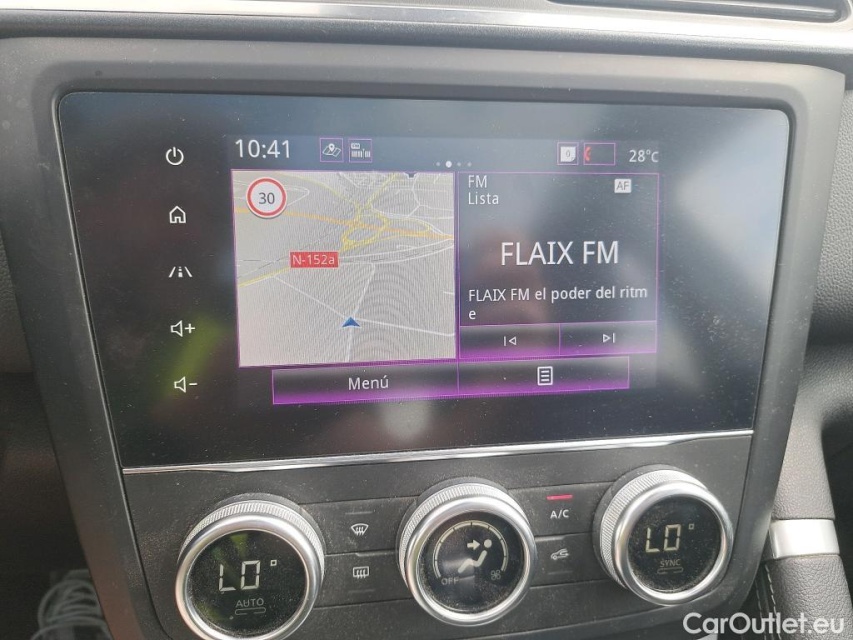 10:41
28°C
30
FM
AF
Lista
N-152a
FLAIX FM
FLAIX FM el poder del ritm
e
Menú
A/C
LO°
AUTO
OFF
LO°
SYNC
CarOutlet.eu